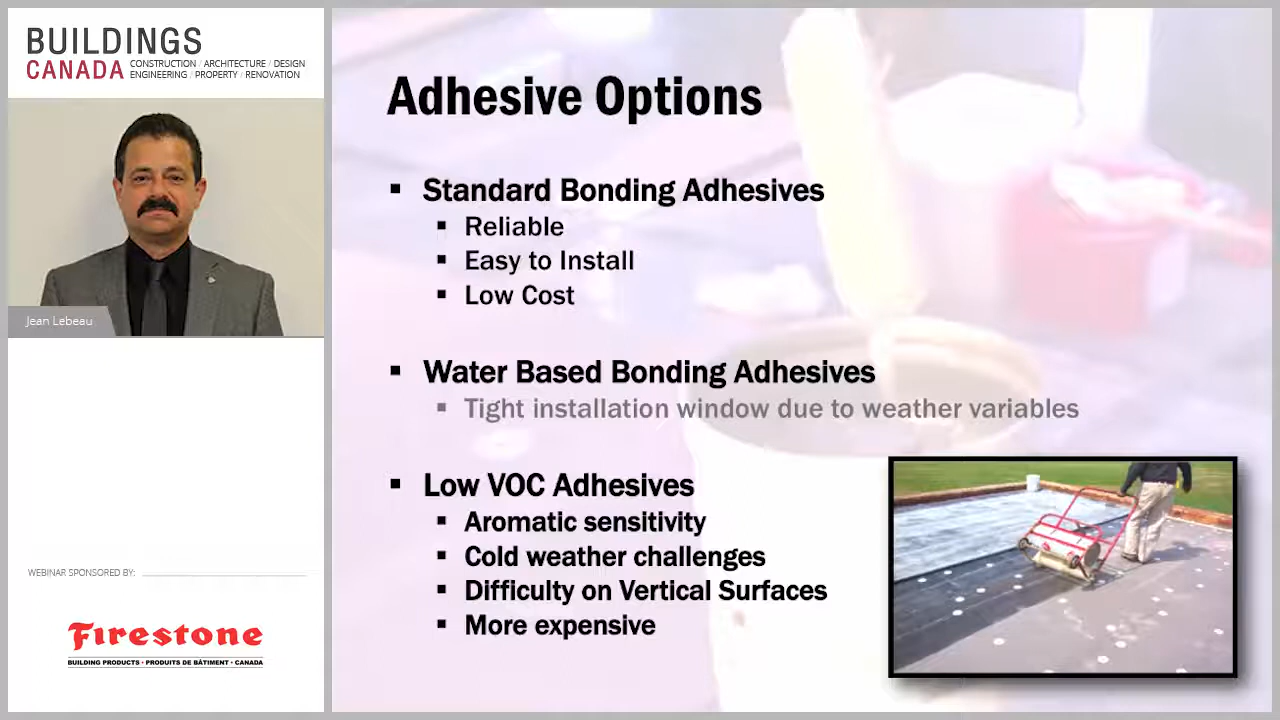 BUILDINGS
CANADA CONSTRUCTION / ARCHITECTURE / DESIGN
ENGINEERING / PROPERTY / RENOVATION
Jean Lebeau
WEBINAR SPONSORED BY:
Firestone
BUILDING PRODUCTS • PRODUITS DE BÂTIMENT • CANADA
Adhesive Options
▪ Standard Bonding Adhesives
▪ Reliable
▪ Easy to Install
▪ Low Cost
▪ Water Based Bonding Adhesives
▪ Tight installation window due to weather variables
▪ Low VOC Adhesives
▪ Aromatic sensitivity
▪ Cold weather challenges
▪ Difficulty on Vertical Surfaces
▪ More expensive